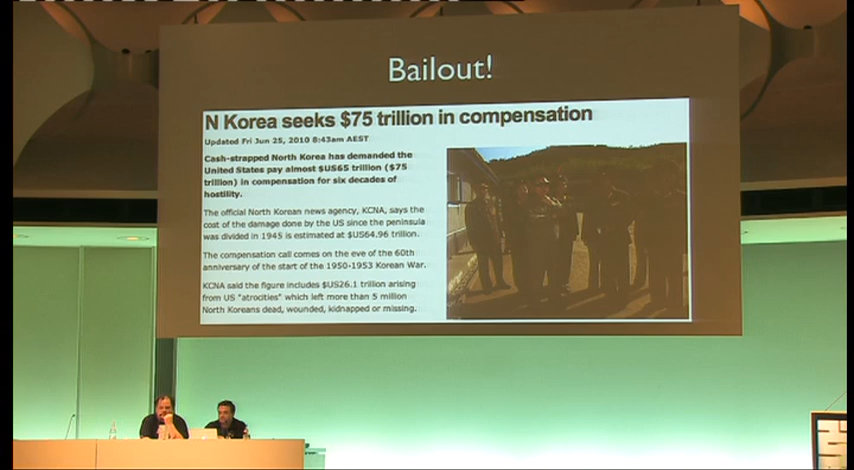 Bailout!
N Korea seeks $75 trillion in compensation
Updated Fri Jun 25, 2010 8:43am AEST
Cash-strapped North Korea has demanded the
United States pay almost $US65 trillion ($75
trillion) in compensation for six decades of
hostility.
The official North Korean news agency, KCNA, says the
cost of the damage done by the US since the peninsula
was divided in 1945 is estimated at $US64.96 trillion.
The compensation call comes on the eve of the 60th
anniversary of the start of the 1950-1953 Korean War.
KCNA said the figure includes $US26.1 trillion arising
from US "atrocities" which left more than 5 million
North Koreans dead, wounded, kidnapped or missing.